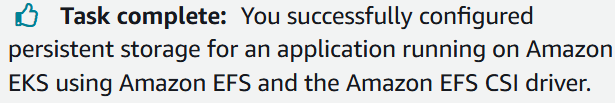 Task complete: You successfully configured
persistent storage for an application running on Amazon
EKS using Amazon EFS and the Amazon EFS CSI driver.